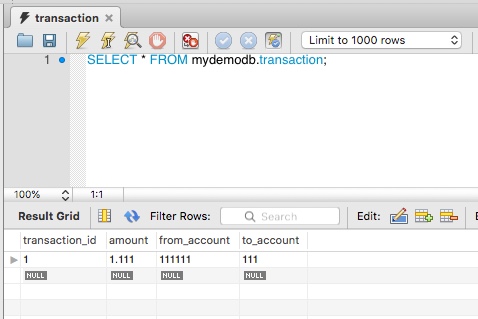 transaction
Limit to 1000 rows
1 SELECT * FROM mydemodb.transaction;
100% 1:1
Result Grid Filter Rows: Search Edit:
transaction_id amount from_account to_account
1 1.111 111111 111
NULL NULL NULL NULL